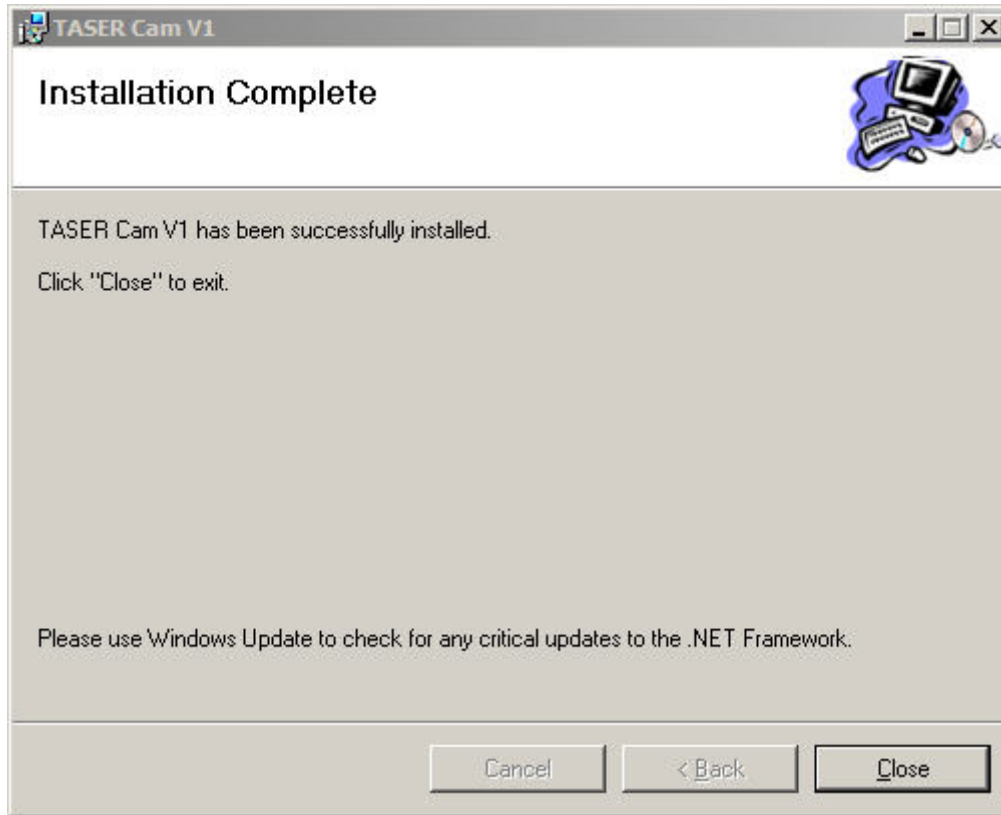 TASER Cam V1
Installation Complete
TASER Cam V1 has been successfully installed.
Click "Close" to exit.
Please use Windows Update to check for any critical updates to the .NET Framework.
Cancel
< Back
Close